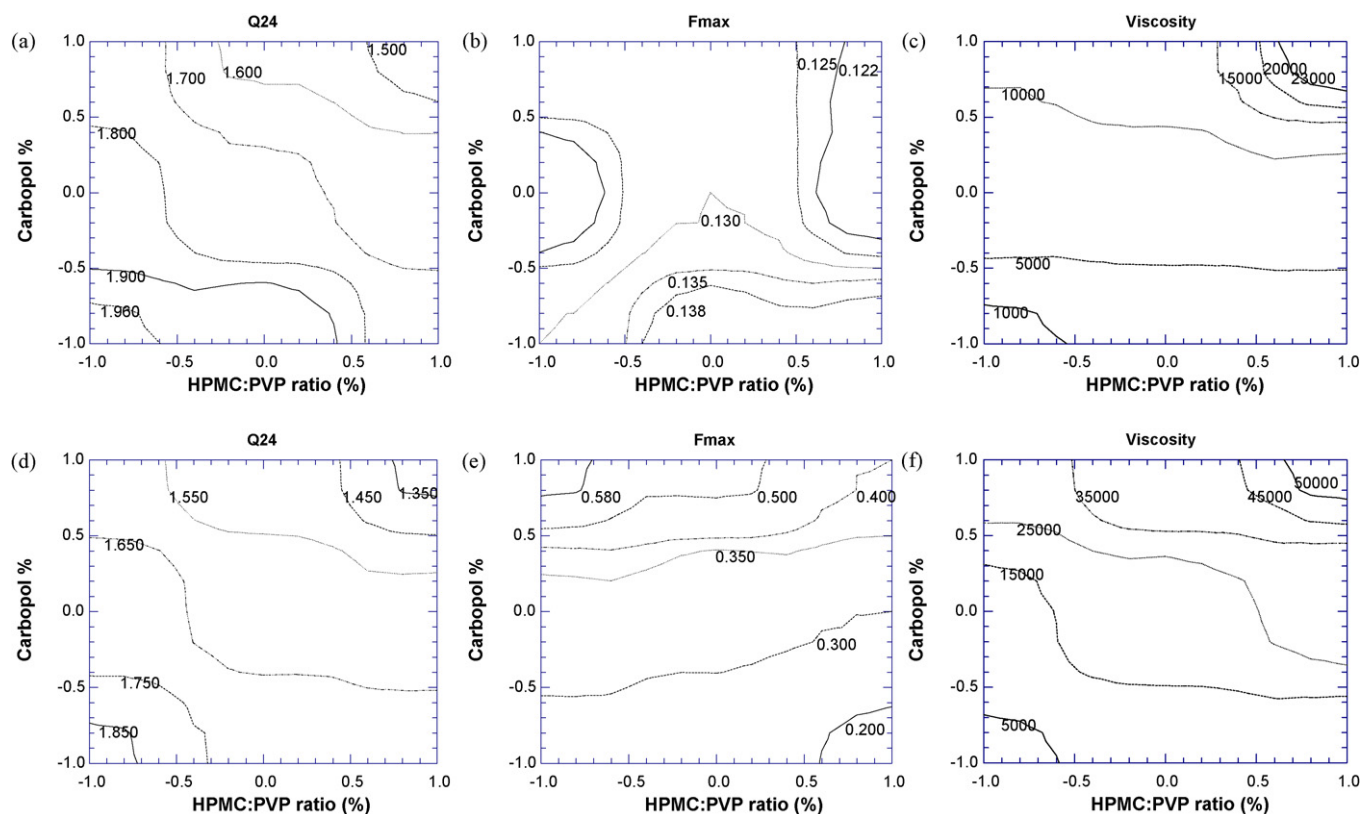 Q24
Fmax
Viscosity
(a)
(b)
(c)
1.0
0.5
0.0
-0.5
-1.0
Carbopol %
1.500
1.600
1.700
1.800
1.900
1.960
-1.0 -0.5 0.0 0.5 1.0
HPMC:PVP ratio (%)
1.0
0.5
0.0
-0.5
-1.0
Carbopol %
0.125
0.122
0.130
0.135
0.138
-1.0 -0.5 0.0 0.5 1.0
HPMC:PVP ratio (%)
1.0
0.5
0.0
-0.5
-1.0
Carbopol %
20000
15000
23000
10000
5000
1000
-1.0 -0.5 0.0 0.5 1.0
HPMC:PVP ratio (%)
Q24
Fmax
Viscosity
(d)
(e)
(f)
1.0
0.5
0.0
-0.5
-1.0
Carbopol %
1.550
1.450
1.350
1.650
1.750
1.850
-1.0 -0.5 0.0 0.5 1.0
HPMC:PVP ratio (%)
1.0
0.5
0.0
-0.5
-1.0
Carbopol %
0.580
0.500
0.400
0.350
0.300
0.200
-1.0 -0.5 0.0 0.5 1.0
HPMC:PVP ratio (%)
1.0
0.5
0.0
-0.5
-1.0
Carbopol %
50000
35000
45000
25000
15000
5000
-1.0 -0.5 0.0 0.5 1.0
HPMC:PVP ratio (%)